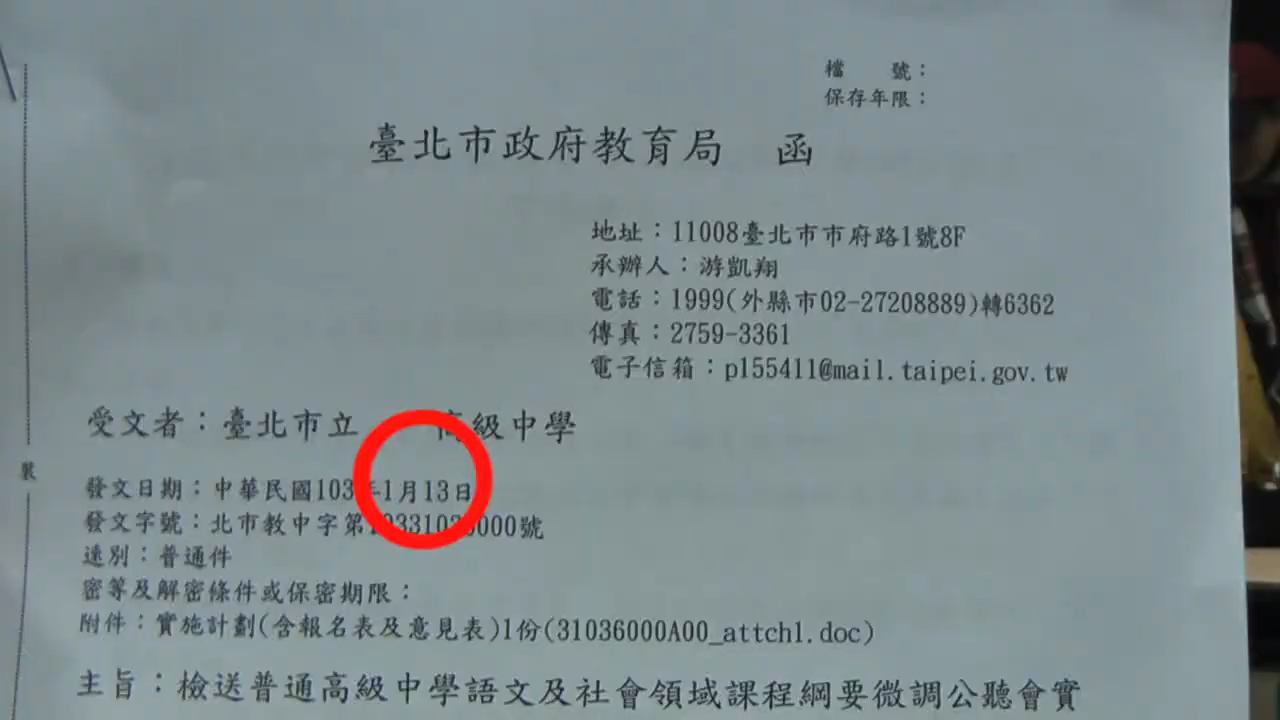 檔　　號：
保存年限：
臺北市政府教育局　函
地址：11008臺北市市府路1號8F
承辦人：游凱翔
電話：1999(外縣市02-27208889)轉6362
傳真：2759-3361
電子信箱：p155411@mail.taipei.gov.tw
受文者：臺北市立　　高級中學
發文日期：中華民國103年1月13日
發文字號：北市教中字第號
速別：普通件
密等及解密條件或保密期限：
附件：實施計劃(含報名表及意見表)1份(31036000A00_attch1.doc)
裝
主旨：檢送普通高級中學語文及社會領域課程綱要微調公聽會實